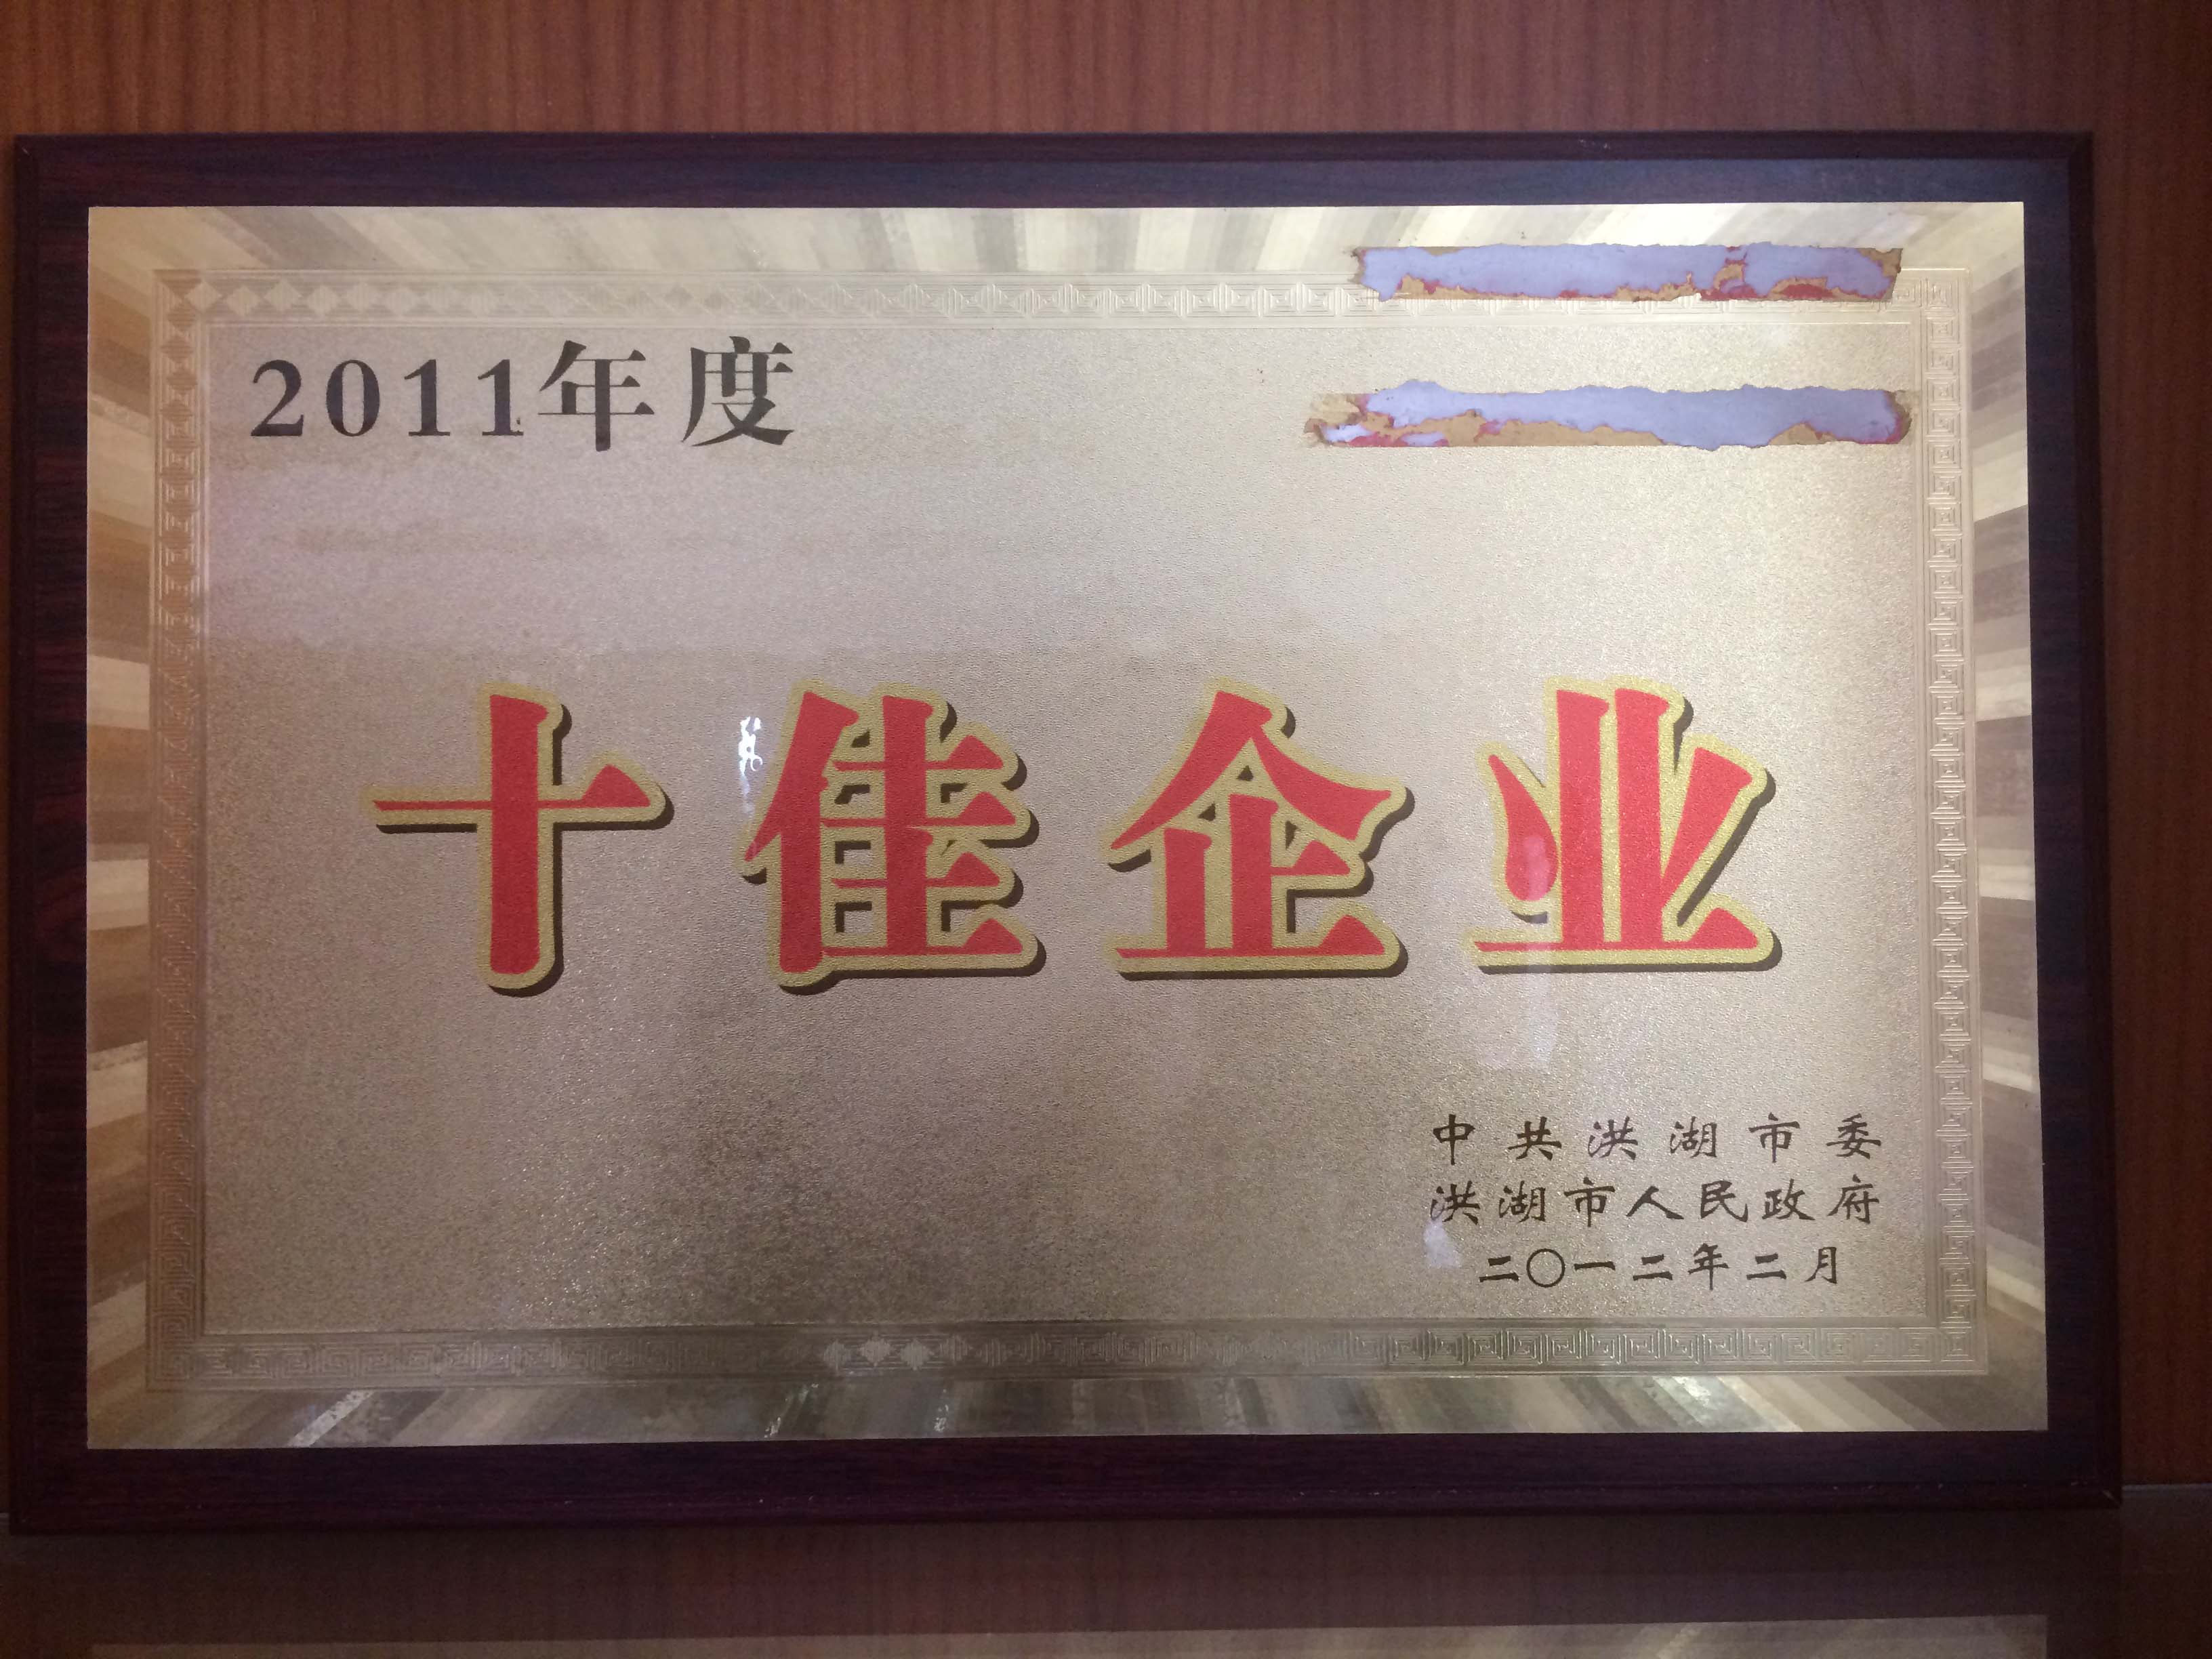 2011年度
十佳企业
中共洪湖市委
洪湖市人民政府
二〇一二年二月